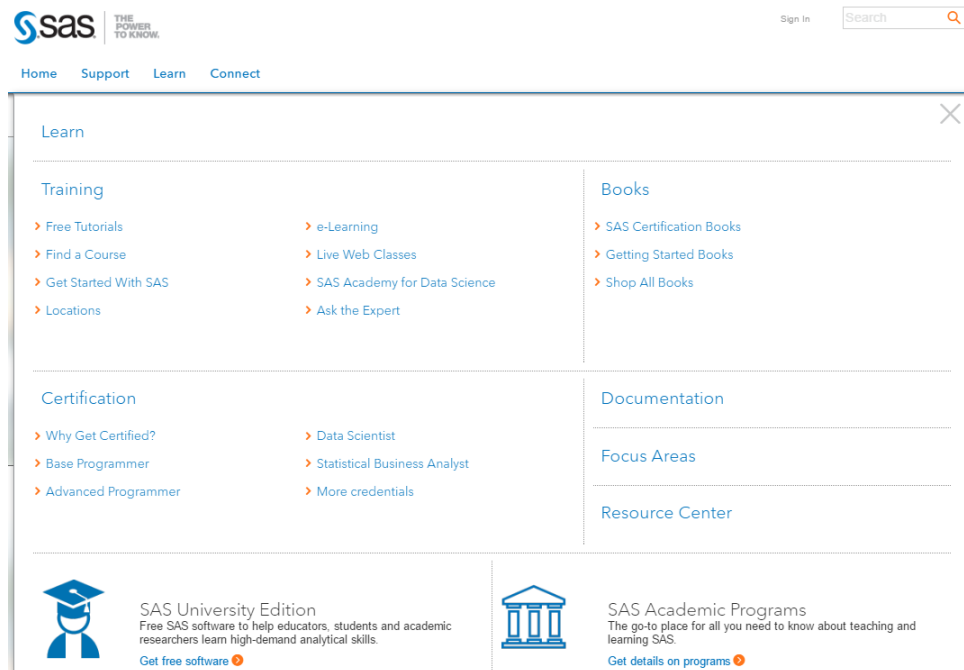 sas THE
POWER
TO KNOW.
Sign In
Search
Home Support Learn Connect
Learn
Training
Free Tutorials
Find a Course
Get Started With SAS
Locations
e-Learning
Live Web Classes
SAS Academy for Data Science
Ask the Expert
Books
SAS Certification Books
Getting Started Books
Shop All Books
Certification
Why Get Certified?
Base Programmer
Advanced Programmer
Data Scientist
Statistical Business Analyst
More credentials
Documentation
Focus Areas
Resource Center
SAS University Edition
Free SAS software to help educators, students and academic
researchers learn high-demand analytical skills.
Get free software
SAS Academic Programs
The go-to place for all you need to know about teaching and
learning SAS.
Get details on programs